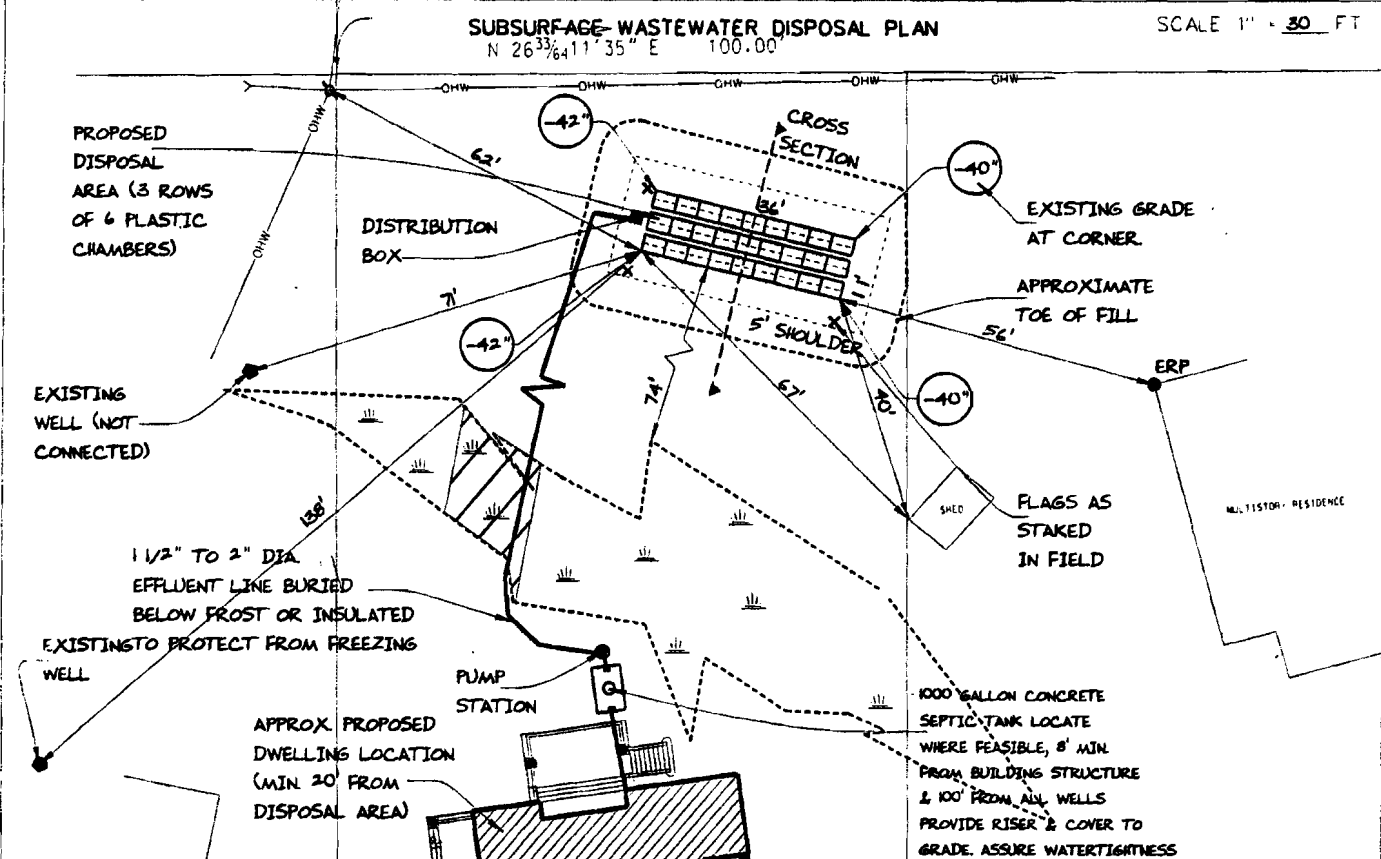 SUBSURFACE WASTEWATER DISPOSAL PLAN
SCALE 1" = 30 FT
N 26 33/64 11'35" E 100.00'
OHW
OHW
OHW
OHW
OHW
OHW
PROPOSED
DISPOSAL
AREA (3 ROWS
OF 6 PLASTIC
CHAMBERS)
62'
-42"
CROSS
SECTION
-40"
36'
EXISTING GRADE
AT CORNER
DISTRIBUTION
BOX
71'
APPROXIMATE
TOE OF FILL
5' SHOULDER
56'
-42"
ERP
74'
67'
40'
-40"
EXISTING
WELL (NOT
CONNECTED)
138'
SHED
FLAGS AS
STAKED
IN FIELD
MULTISTORY RESIDENCE
1 1/2" TO 2" DIA.
EFFLUENT LINE BURIED
BELOW FROST OR INSULATED
TO PROTECT FROM FREEZING
EXISTING
WELL
PUMP
STATION
APPROX. PROPOSED
DWELLING LOCATION
(MIN 20' FROM
DISPOSAL AREA)
1000 GALLON CONCRETE
SEPTIC TANK LOCATE
WHERE FEASIBLE, 8' MIN.
FROM BUILDING STRUCTURE
& 100' FROM ALL WELLS
PROVIDE RISER & COVER TO
GRADE. ASSURE WATERTIGHTNESS